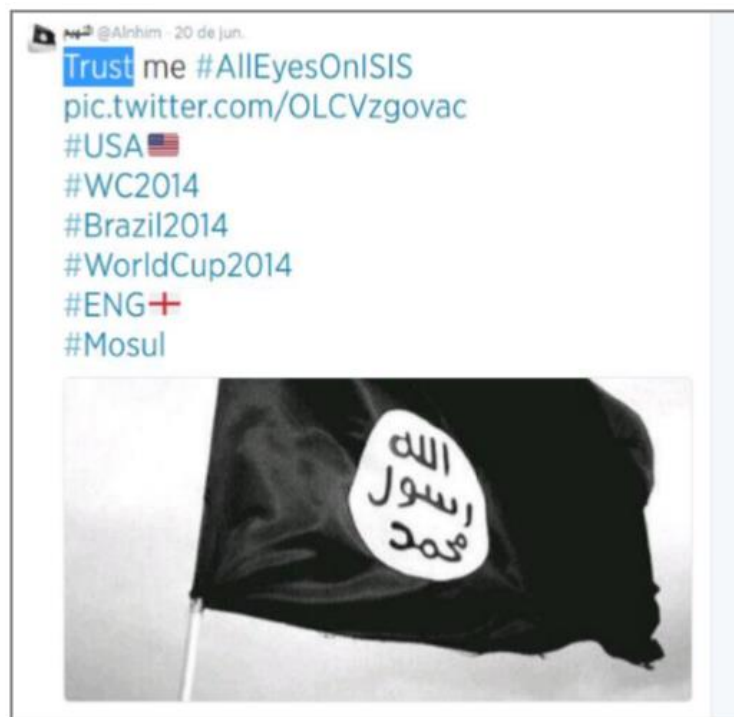 @Alnhim · 20 de jun.
Trust me #AllEyesOnISIS
pic.twitter.com/OLCVzgovac
#USA
#WC2014
#Brazil2014
#WorldCup2014
#ENG
#Mosul
الله
رسول
محمد